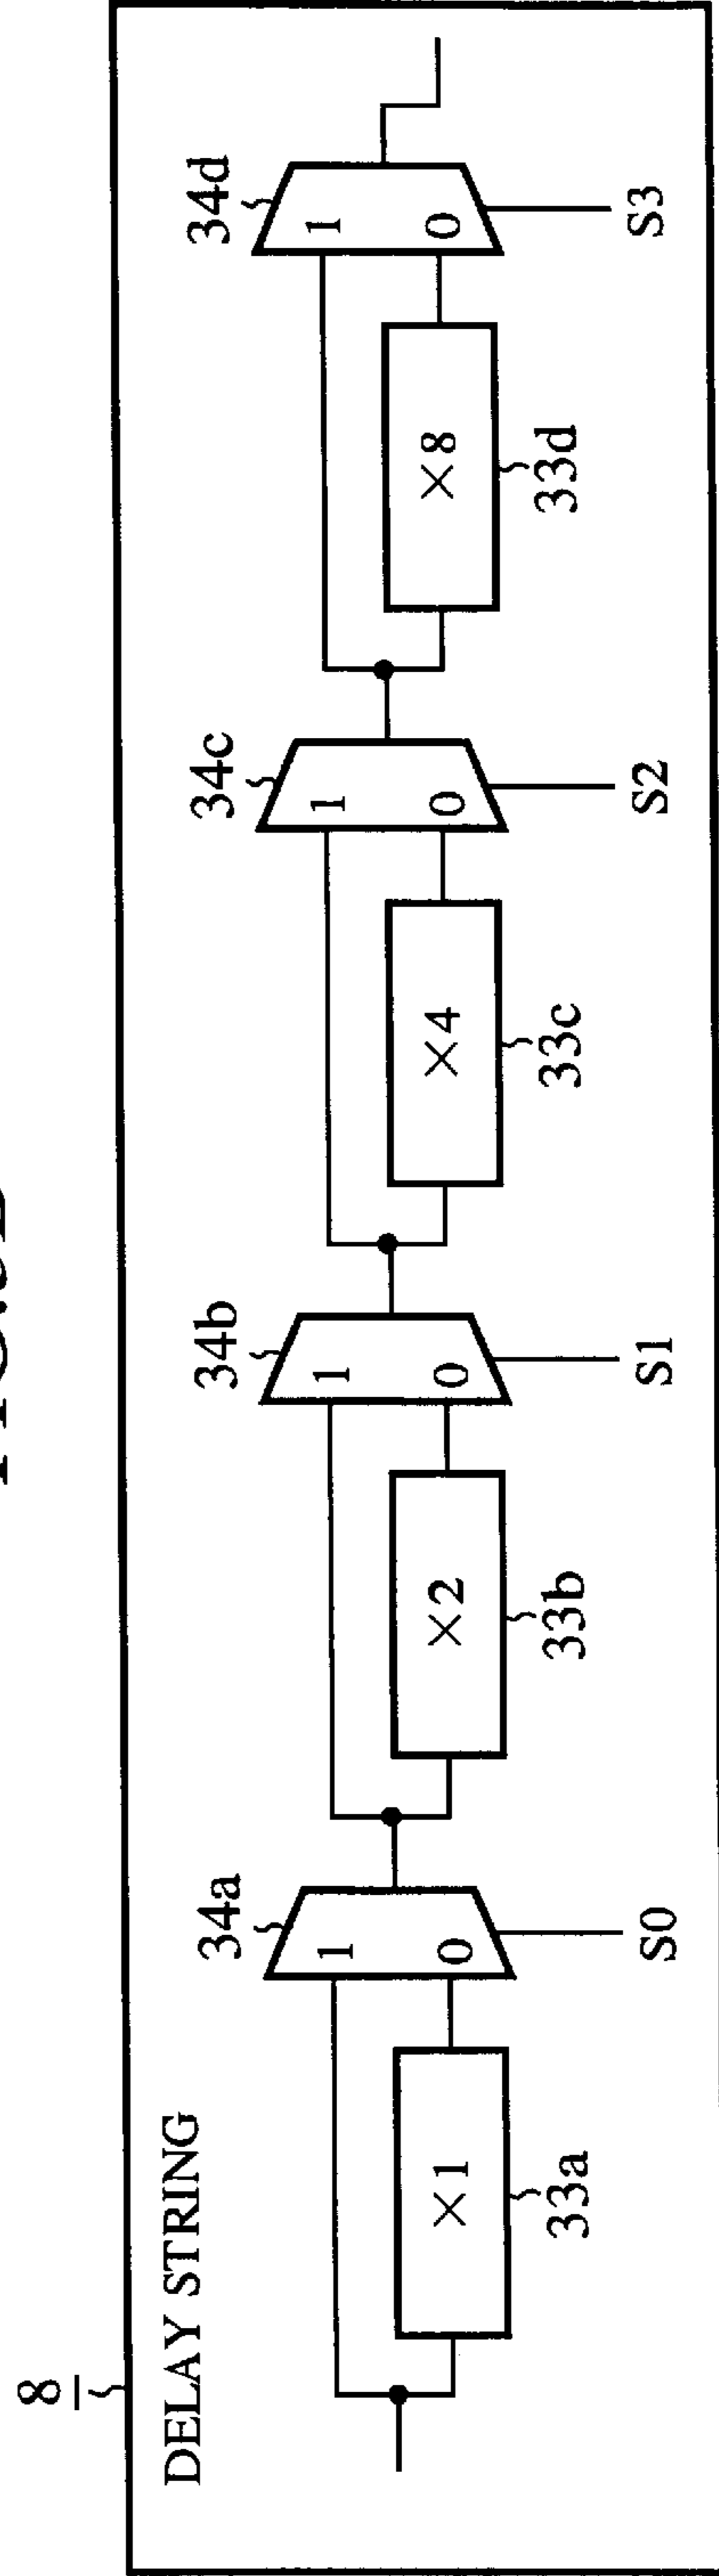 8
DELAY STRING
34a
34b
34c
34d
1
1
1
1
0
0
0
0
×1
×2
×4
×8
33a
33b
33c
33d
S0
S1
S2
S3